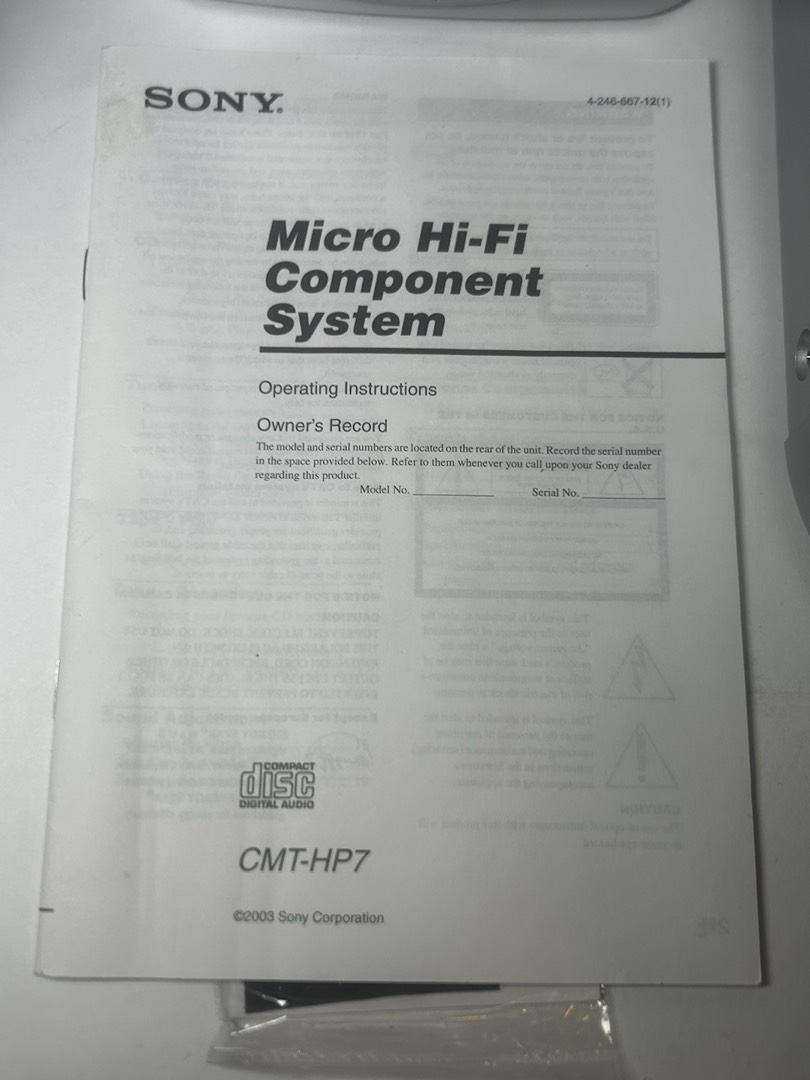 SONY®
4-246-667-12(1)
Micro Hi-Fi
Component
System
Operating Instructions
Owner's Record
The model and serial numbers are located on the rear of the unit. Record the serial number
in the space provided below. Refer to them whenever you call upon your Sony dealer
regarding this product.
Model No. ____________ Serial No. ____________
COMPACT
disc
DIGITAL AUDIO
CMT-HP7
©2003 Sony Corporation